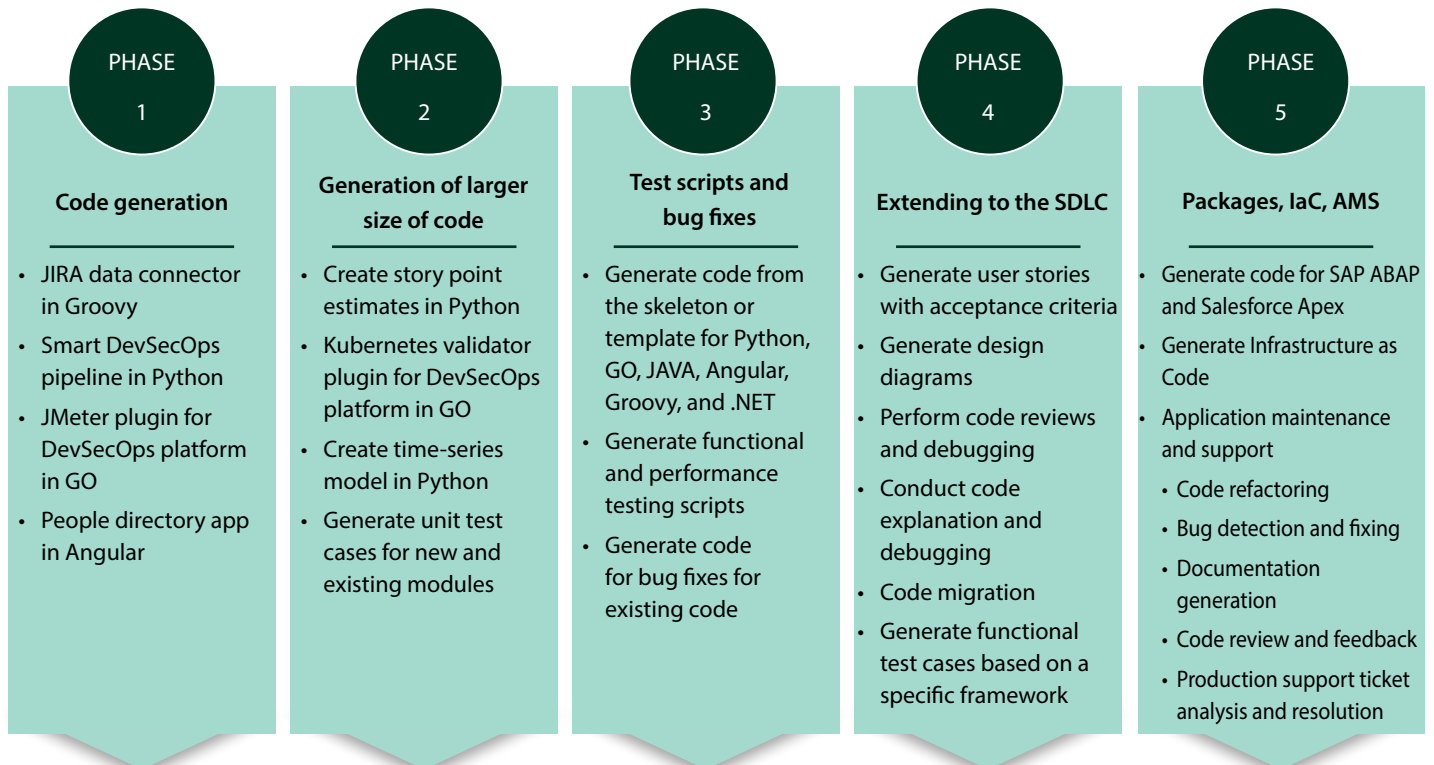 PHASE
1
Code generation
• JIRA data connector
in Groovy
• Smart DevSecOps
pipeline in Python
• JMeter plugin for
DevSecOps platform
in GO
• People directory app
in Angular
PHASE
2
Generation of larger
size of code
• Create story point
estimates in Python
• Kubernetes validator
plugin for DevSecOps
platform in GO
• Create time-series
model in Python
• Generate unit test
cases for new and
existing modules
PHASE
3
Test scripts and
bug fixes
• Generate code from
the skeleton or
template for Python,
GO, JAVA, Angular,
Groovy, and .NET
• Generate functional
and performance
testing scripts
• Generate code
for bug fixes for
existing code
PHASE
4
Extending to the SDLC
• Generate user stories
with acceptance criteria
• Generate design
diagrams
• Perform code reviews
and debugging
• Conduct code
explanation and
debugging
• Code migration
• Generate functional
test cases based on a
specific framework
PHASE
5
Packages, IaC, AMS
• Generate code for SAP ABAP
and Salesforce Apex
• Generate Infrastructure as
Code
• Application maintenance
and support
• Code refactoring
• Bug detection and fixing
• Documentation
generation
• Code review and feedback
• Production support ticket
analysis and resolution